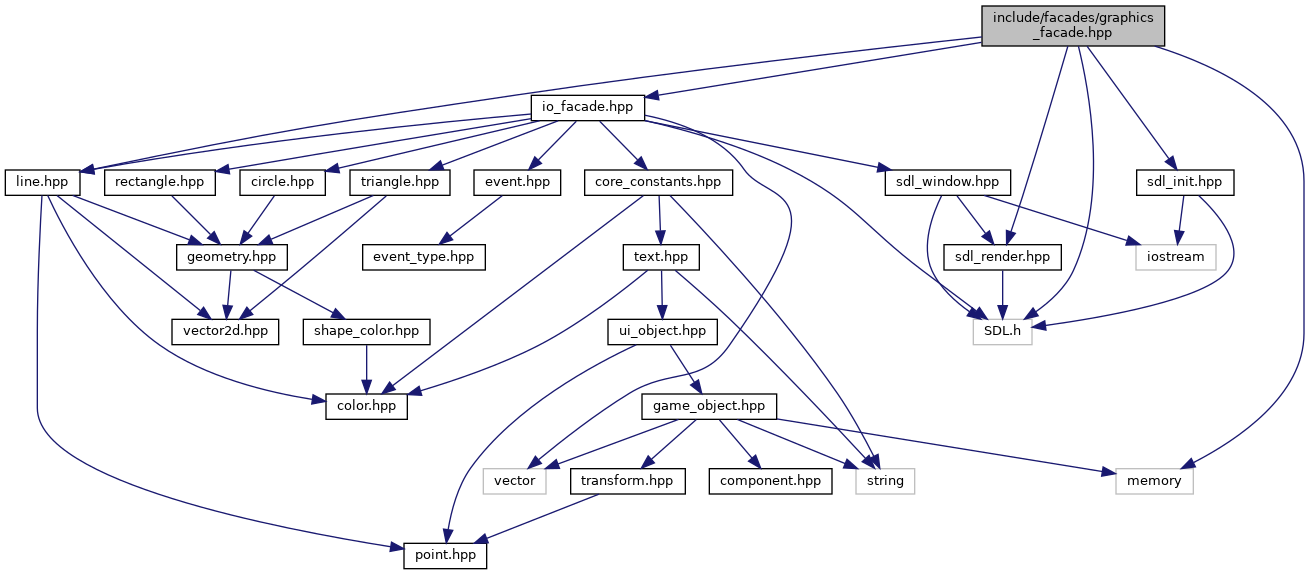 include/facades/graphics
_facade.hpp
io_facade.hpp
line.hpp
rectangle.hpp
circle.hpp
triangle.hpp
event.hpp
core_constants.hpp
sdl_window.hpp
sdl_init.hpp
geometry.hpp
event_type.hpp
text.hpp
sdl_render.hpp
iostream
vector2d.hpp
shape_color.hpp
ui_object.hpp
SDL.h
color.hpp
game_object.hpp
vector
transform.hpp
component.hpp
string
memory
point.hpp